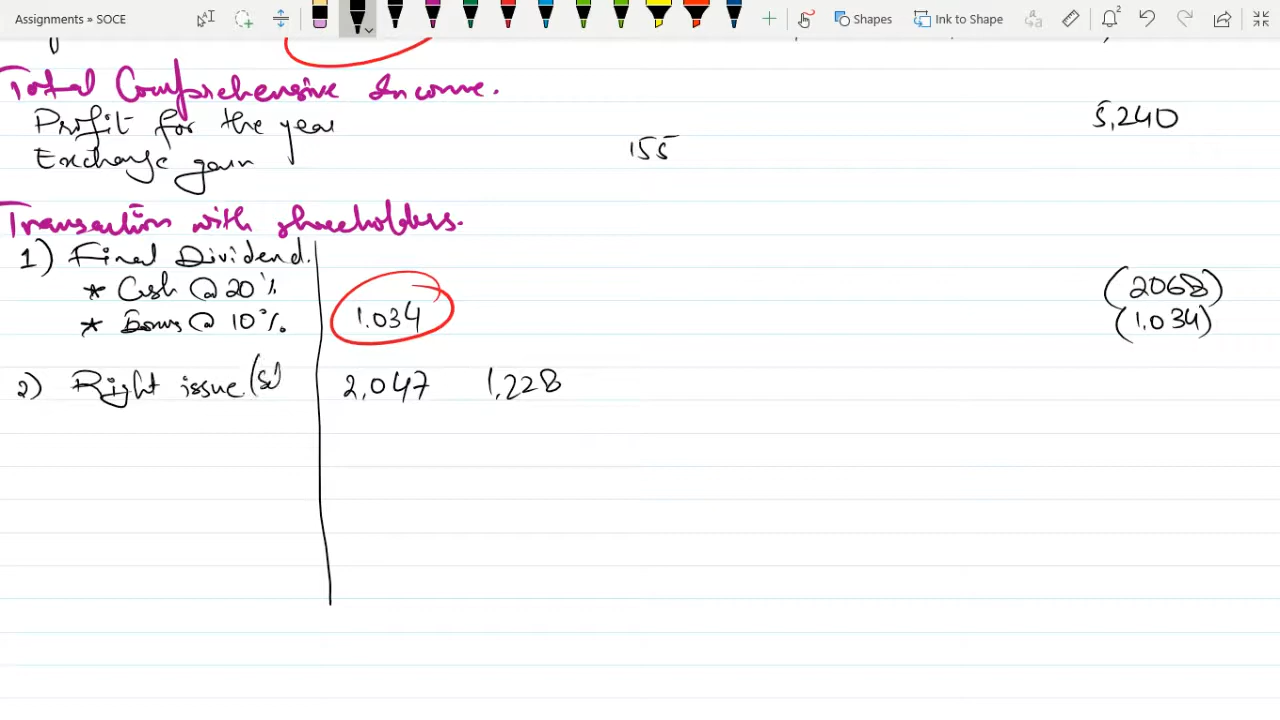 Assignments » SOCE
Shapes
Ink to Shape
2
Total Comprehensive Income.
Profit for the year 5,240
Exchange gain 155
Transaction with shareholders.
1) Final Dividend.
* Cash @ 20% (2068)
* Bonus @ 10%. 1.034 (1.034)
2) Right issue. 2,047 1,228